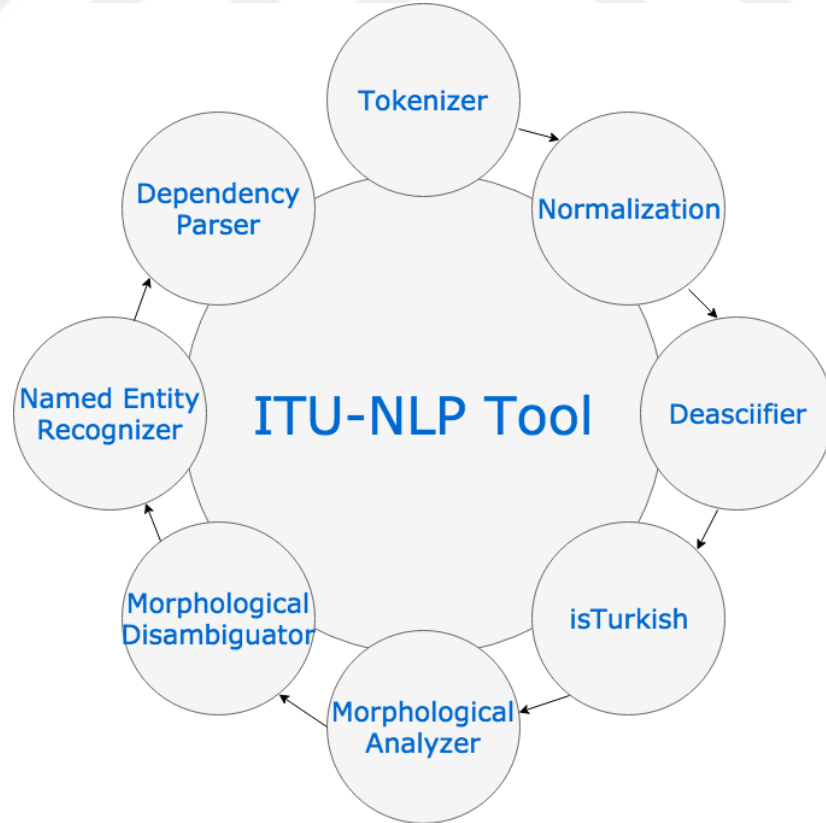 Tokenizer
Normalization
Deasciifier
isTurkish
Morphological
Analyzer
Morphological
Disambiguator
Named Entity
Recognizer
Dependency
Parser
ITU-NLP Tool